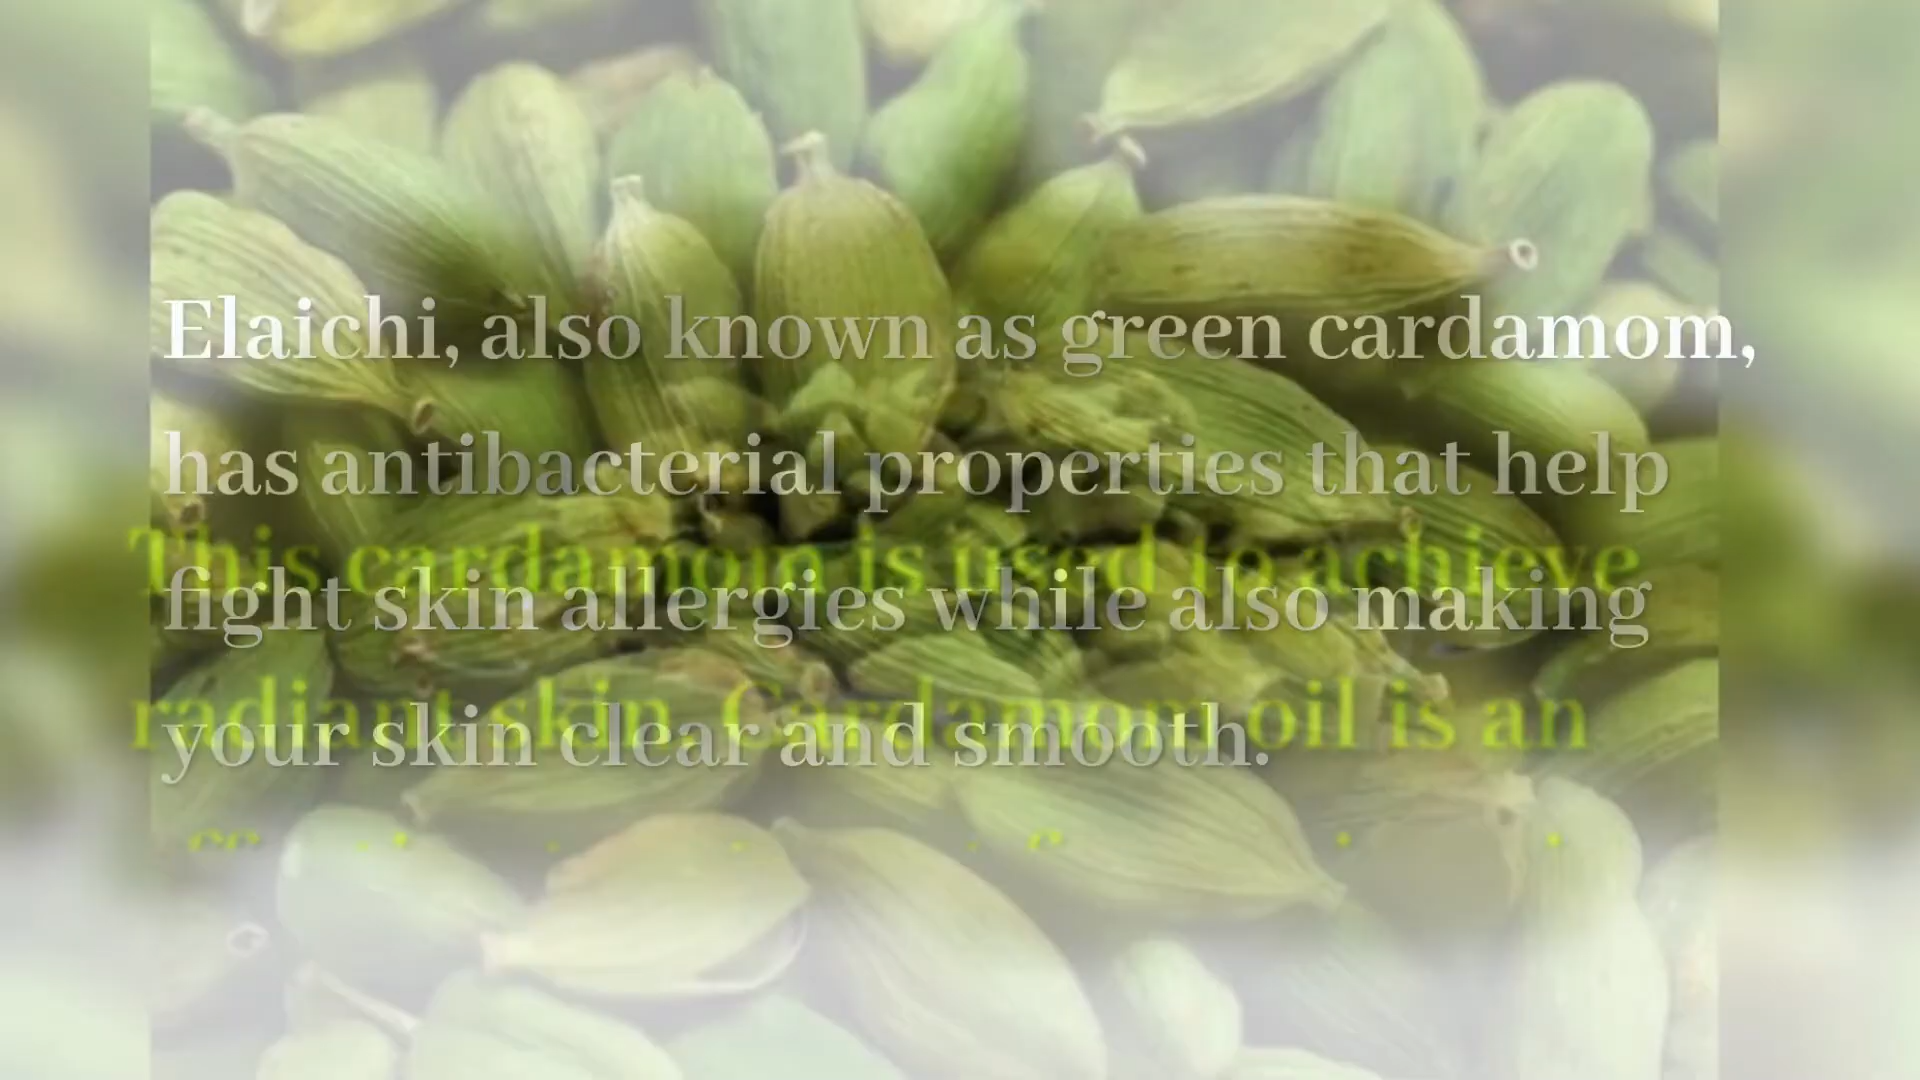 Elaichi, also known as green cardamom,
has antibacterial properties that help
fight skin allergies while also making
your skin clear and smooth.
This cardamom is used to achieve
radiant skin. Cardamom oil is an